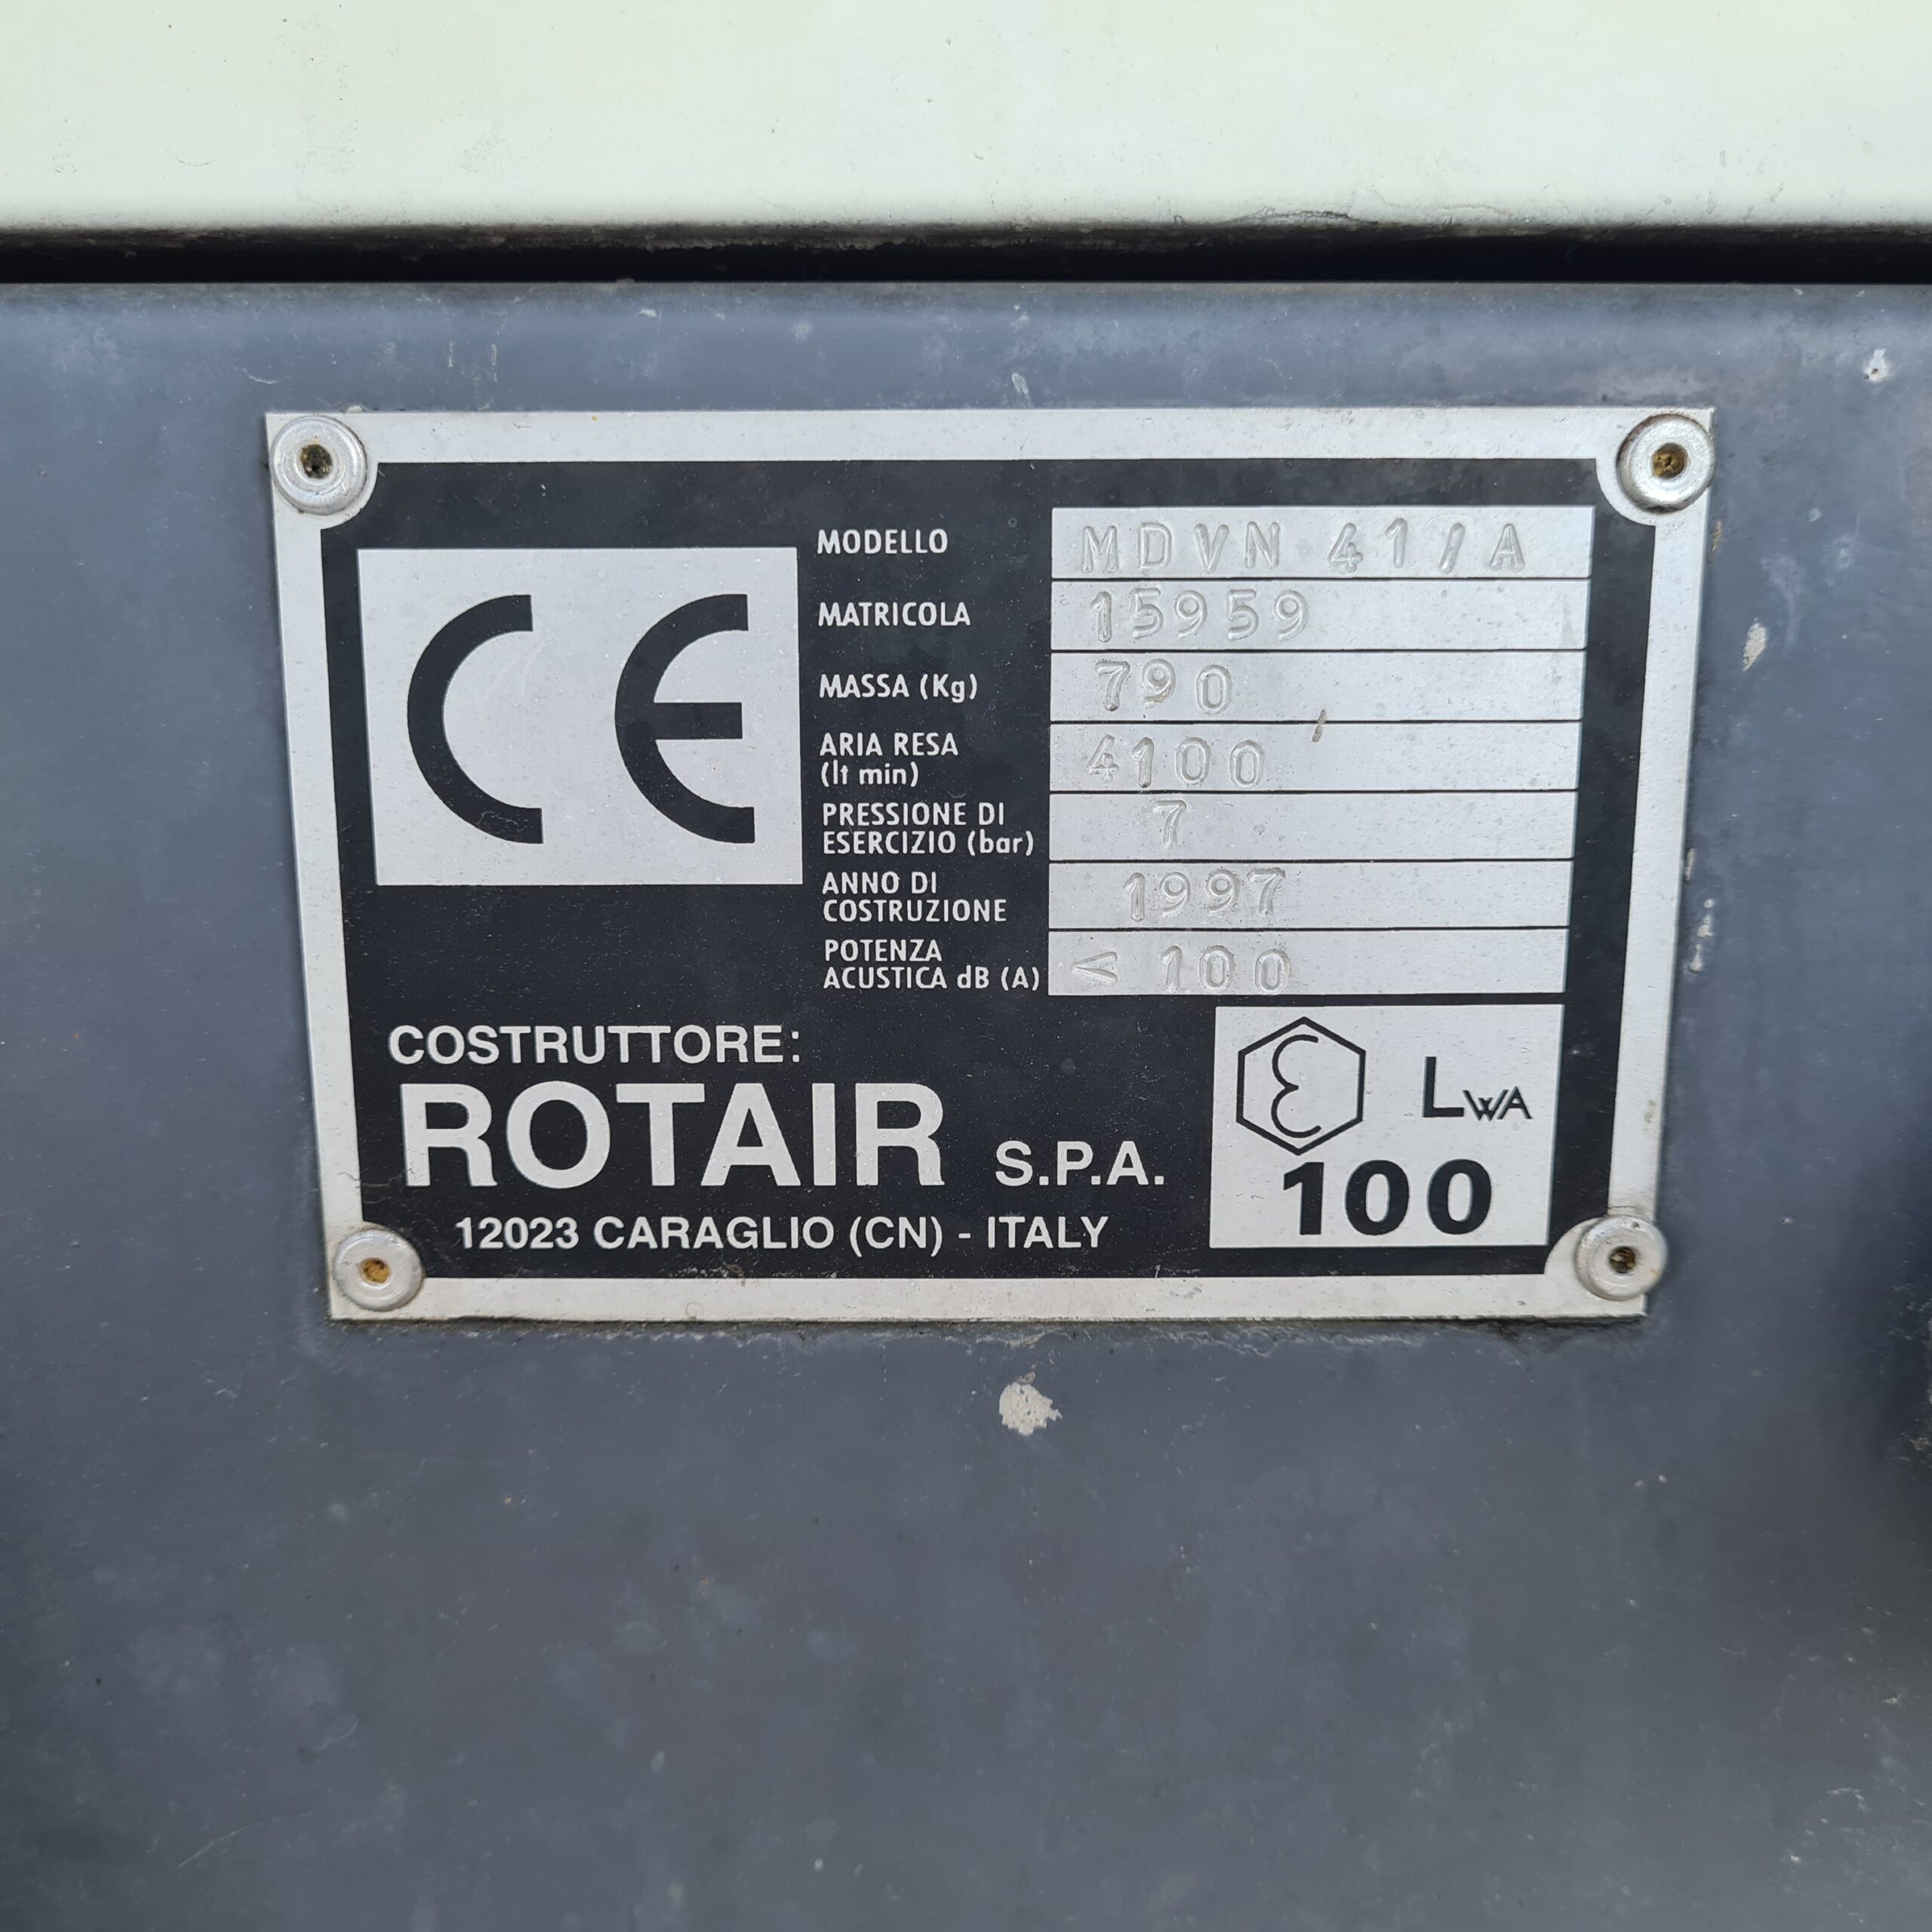 CE
MODELLO MDVN 41/A
MATRICOLA 15959
MASSA (Kg) 790
ARIA RESA
(lt min) 4100
PRESSIONE DI
ESERCIZIO (bar) 7
ANNO DI
COSTRUZIONE 1997
POTENZA
ACUSTICA dB (A) < 100
COSTRUTTORE:
ROTAIR S.P.A.
12023 CARAGLIO (CN) - ITALY
Ɛ LWA
100